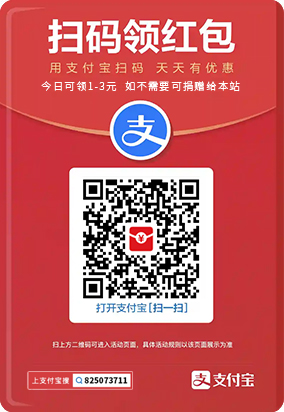 扫码领红包
用支付宝扫码 天天有优惠
今日可领1-3元 如不需要可捐赠给本站
支
打开支付宝[扫一扫]
扫上方二维码可进入活动页面，具体活动规则以该页面展示为准
上支付宝搜 825073711
支 支付宝